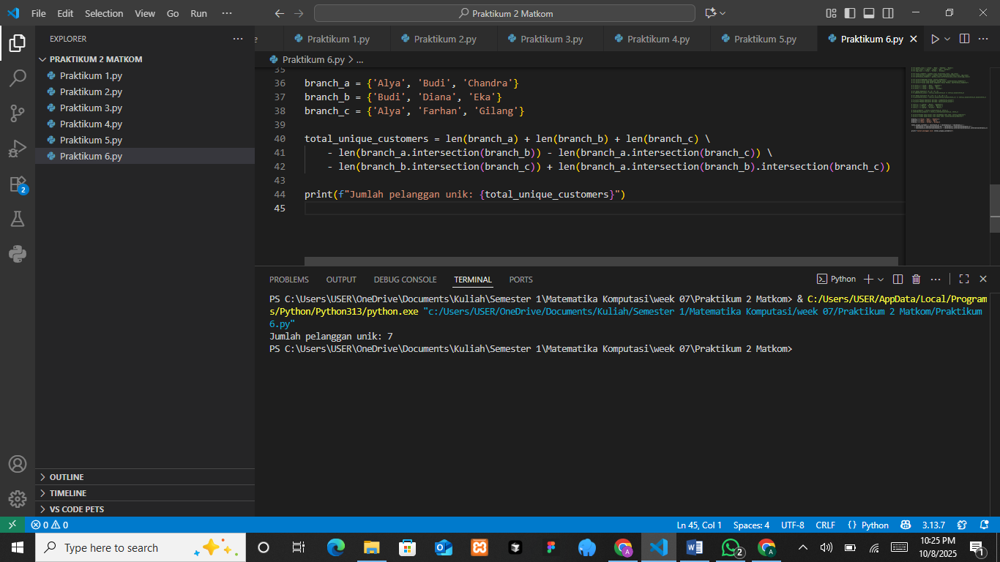 File Edit Selection View Go Run ··· Praktikum 2 Matkom
EXPLORER ···
PRAKTIKUM 2 MATKOM
Praktikum 1.py
Praktikum 2.py
Praktikum 3.py
Praktikum 4.py
Praktikum 5.py
Praktikum 6.py
OUTLINE
TIMELINE
VS CODE PETS
2
e Praktikum 1.py Praktikum 2.py Praktikum 3.py Praktikum 4.py Praktikum 5.py Praktikum 6.py
Praktikum 6.py > ...
35
36 branch_a = {'Alya', 'Budi', 'Chandra'}
37 branch_b = {'Budi', 'Diana', 'Eka'}
38 branch_c = {'Alya', 'Farhan', 'Gilang'}
39
40 total_unique_customers = len(branch_a) + len(branch_b) + len(branch_c) \
41 - len(branch_a.intersection(branch_b)) - len(branch_a.intersection(branch_c)) \
42 - len(branch_b.intersection(branch_c)) + len(branch_a.intersection(branch_b).intersection(branch_c))
43
44 print(f"Jumlah pelanggan unik: {total_unique_customers}")
45
PROBLEMS OUTPUT DEBUG CONSOLE TERMINAL PORTS Python
PS C:\Users\USER\OneDrive\Documents\Kuliah\Semester 1\Matematika Komputasi\week 07\Praktikum 2 Matkom> & C:/Users/USER/AppData/Local/Program
s/Python/Python313/python.exe "c:/Users/USER/OneDrive/Documents/Kuliah/Semester 1/Matematika Komputasi/week 07/Praktikum 2 Matkom/Praktikum
6.py"
Jumlah pelanggan unik: 7
PS C:\Users\USER\OneDrive\Documents\Kuliah\Semester 1\Matematika Komputasi\week 07\Praktikum 2 Matkom>
0 0 Ln 45, Col 1 Spaces: 4 UTF-8 CRLF {} Python 3.13.7
Type here to search 2 10:25 PM 1
10/8/2025